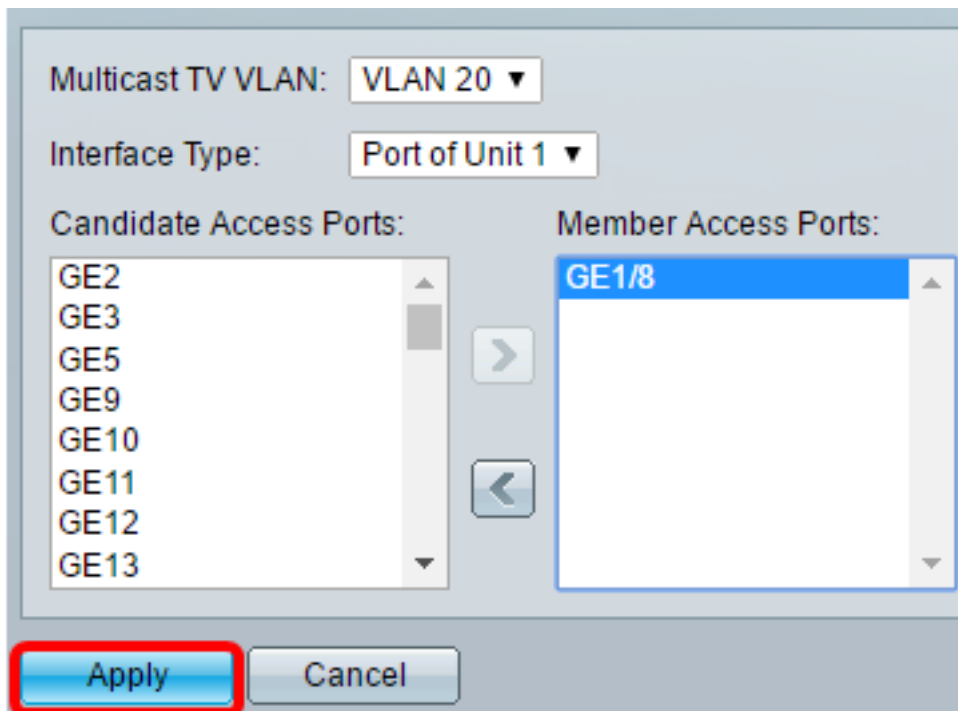 Multicast TV VLAN: VLAN 20
Interface Type: Port of Unit 1
Candidate Access Ports:
GE2
GE3
GE5
GE9
GE10
GE11
GE12
GE13
Member Access Ports:
GE1/8
Apply
Cancel